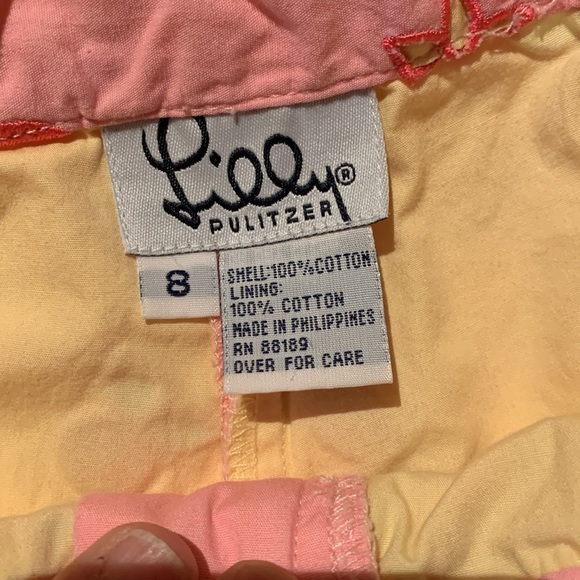 Lilly®
PULITZER
8
SHELL:100%COTTON
LINING:
100% COTTON
MADE IN PHILIPPINES
RN 88189
OVER FOR CARE